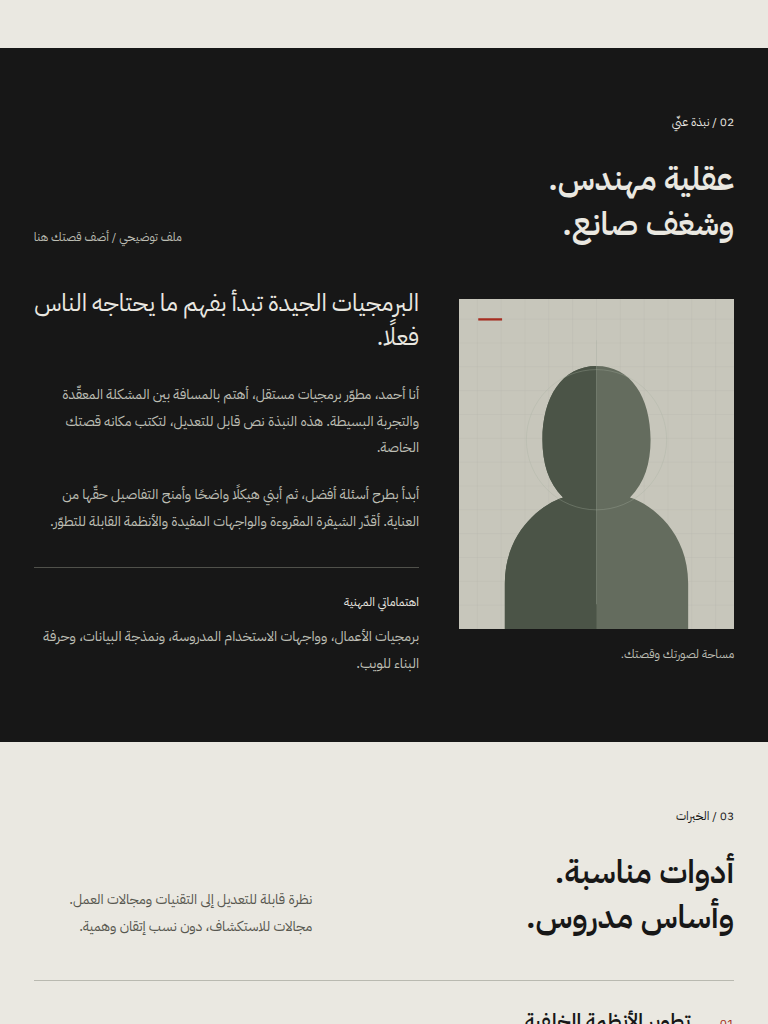 02 / نبذة عنّي
عقلية مهندس.
وشغف صانع.
ملف توضيحي / أضف قصتك هنا
البرمجيات الجيدة تبدأ بفهم ما يحتاجه الناس
فعلًا.
أنا أحمد، مطوّر برمجيات مستقل، أهتم بالمسافة بين المشكلة المعقّدة
والتجربة البسيطة. هذه النبذة نص قابل للتعديل، لتكتب مكانه قصتك
الخاصة.
أبدأ بطرح أسئلة أفضل، ثم أبني هيكلًا واضحًا وأمنح التفاصيل حقّها من
العناية. أقدّر الشيفرة المقروءة والواجهات المفيدة والأنظمة القابلة للتطوّر.
اهتماماتي المهنية
برمجيات الأعمال، وواجهات الاستخدام المدروسة، ونمذجة البيانات، وحرفة
البناء للويب.
مساحة لصورتك وقصتك.
03 / الخبرات
أدوات مناسبة.
وأساس مدروس.
نظرة قابلة للتعديل إلى التقنيات ومجالات العمل.
مجالات للاستكشاف، دون نسب إتقان وهمية.
01
تطوير الأنظمة الخلفية